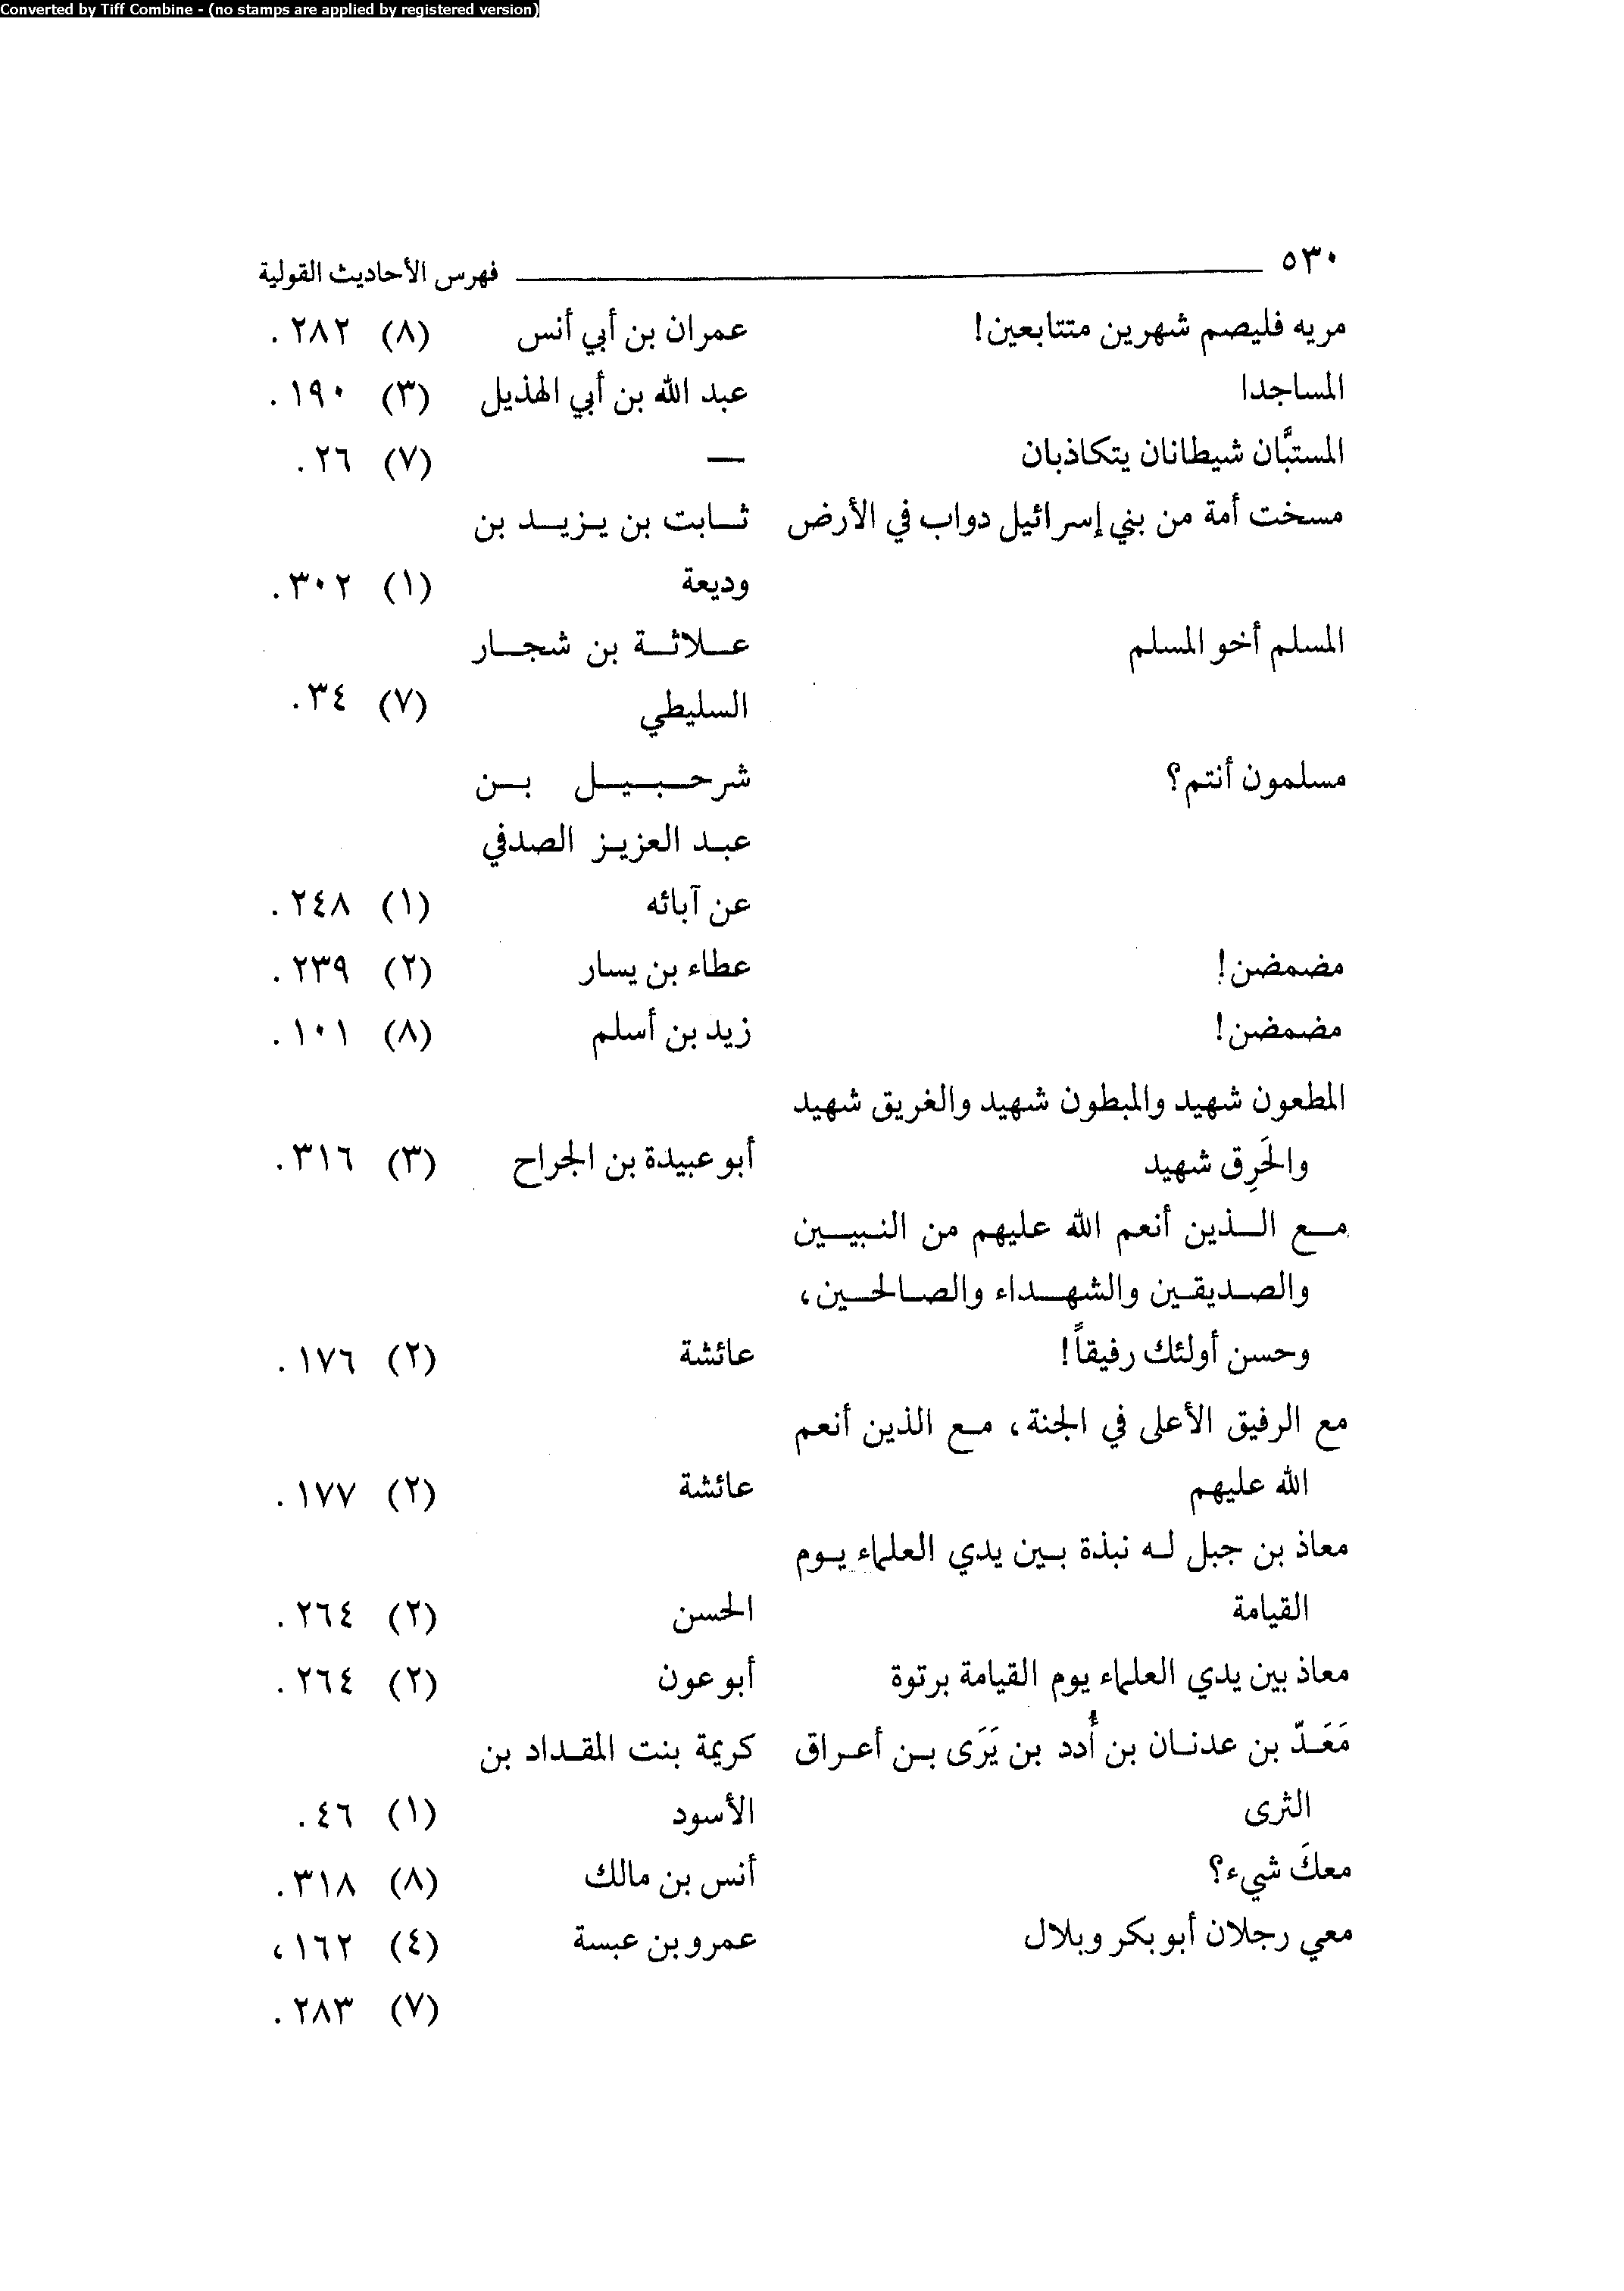 Converted by Tiff Combine - (no stamps are applied by registered version)
٥٣٠ فهرس الأحاديث القولية
مريه فليصم شهرين متتابعين! عمران بن أبي أنس (٨) ٢٨٢.
المساجدا عبد الله بن أبي الهذيل (٣) ١٩٠.
المستبَّان شيطانان يتكاذبان — (٧) ٢٦.
مسخت أمة من بني إسرائيل دواب في الأرض ثابت بن يزيد بن
وديعة (١) ٣٠٢.
المسلم أخو المسلم علاثة بن شجار
السليطي (٧) ٣٤.
مسلمون أنتم؟ شرحبيل بن
عبد العزيز الصدفي
عن آبائه (١) ٢٤٨.
مضمضن! عطاء بن يسار (٢) ٢٣٩.
مضمضن! زيد بن أسلم (٨) ١٠١.
المطعون شهيد والمبطون شهيد والغريق شهيد
والحَرِق شهيد أبو عبيدة بن الجراح (٣) ٣١٦.
مع الذين أنعم الله عليهم من النبيين
والصديقين والشهداء والصالحين،
وحسن أولئك رفيقاً! عائشة (٢) ١٧٦.
مع الرفيق الأعلى في الجنة، مع الذين أنعم
الله عليهم عائشة (٢) ١٧٧.
معاذ بن جبل له نبذة بين يدي العلماء يوم
القيامة الحسن (٢) ٢٦٤.
معاذ بين يدي العلماء يوم القيامة برتوة أبو عون (٢) ٢٦٤.
مَعَدّ بن عدنان بن أُدد بن يَرَى بن أعراق كريمة بنت المقداد بن
الثرى الأسود (١) ٤٦.
معكَ شيء؟ أنس بن مالك (٨) ٣١٨.
معي رجلان أبو بكر وبلال عمرو بن عبسة (٤) ١٦٢،
(٧) ٢٨٣.